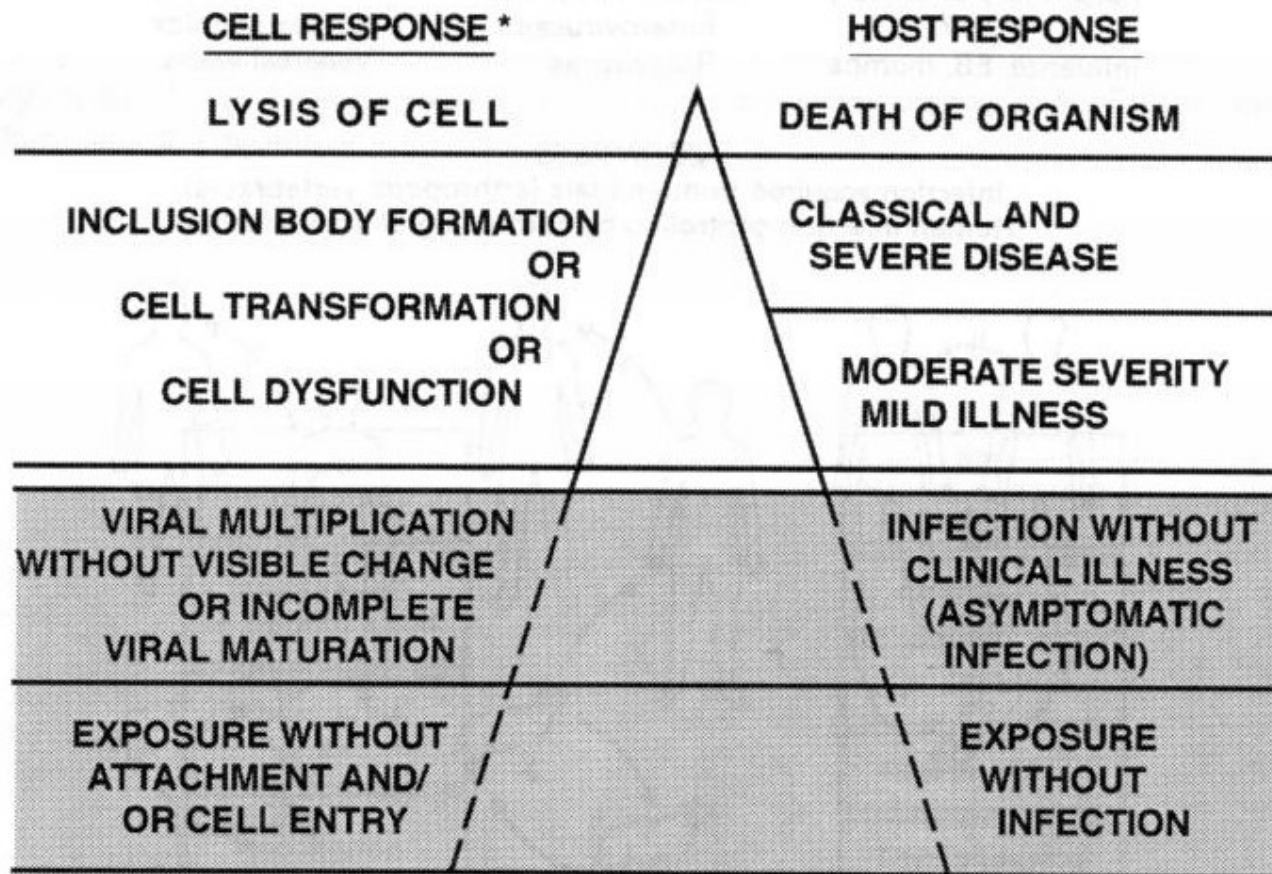 CELL RESPONSE *
LYSIS OF CELL
INCLUSION BODY FORMATION
OR
CELL TRANSFORMATION
OR
CELL DYSFUNCTION
VIRAL MULTIPLICATION
WITHOUT VISIBLE CHANGE
OR INCOMPLETE
VIRAL MATURATION
EXPOSURE WITHOUT
ATTACHMENT AND/
OR CELL ENTRY
HOST RESPONSE
DEATH OF ORGANISM
CLASSICAL AND
SEVERE DISEASE
MODERATE SEVERITY
MILD ILLNESS
INFECTION WITHOUT
CLINICAL ILLNESS
(ASYMPTOMATIC
INFECTION)
EXPOSURE
WITHOUT
INFECTION